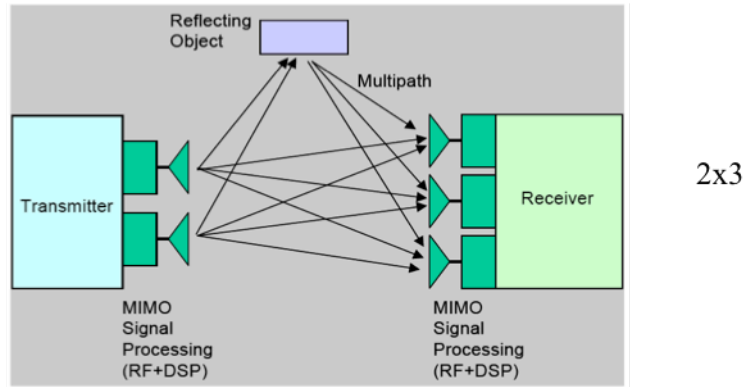 Reflecting
Object
Multipath
Transmitter
Receiver
2x3
MIMO
Signal
Processing
(RF+DSP)
MIMO
Signal
Processing
(RF+DSP)